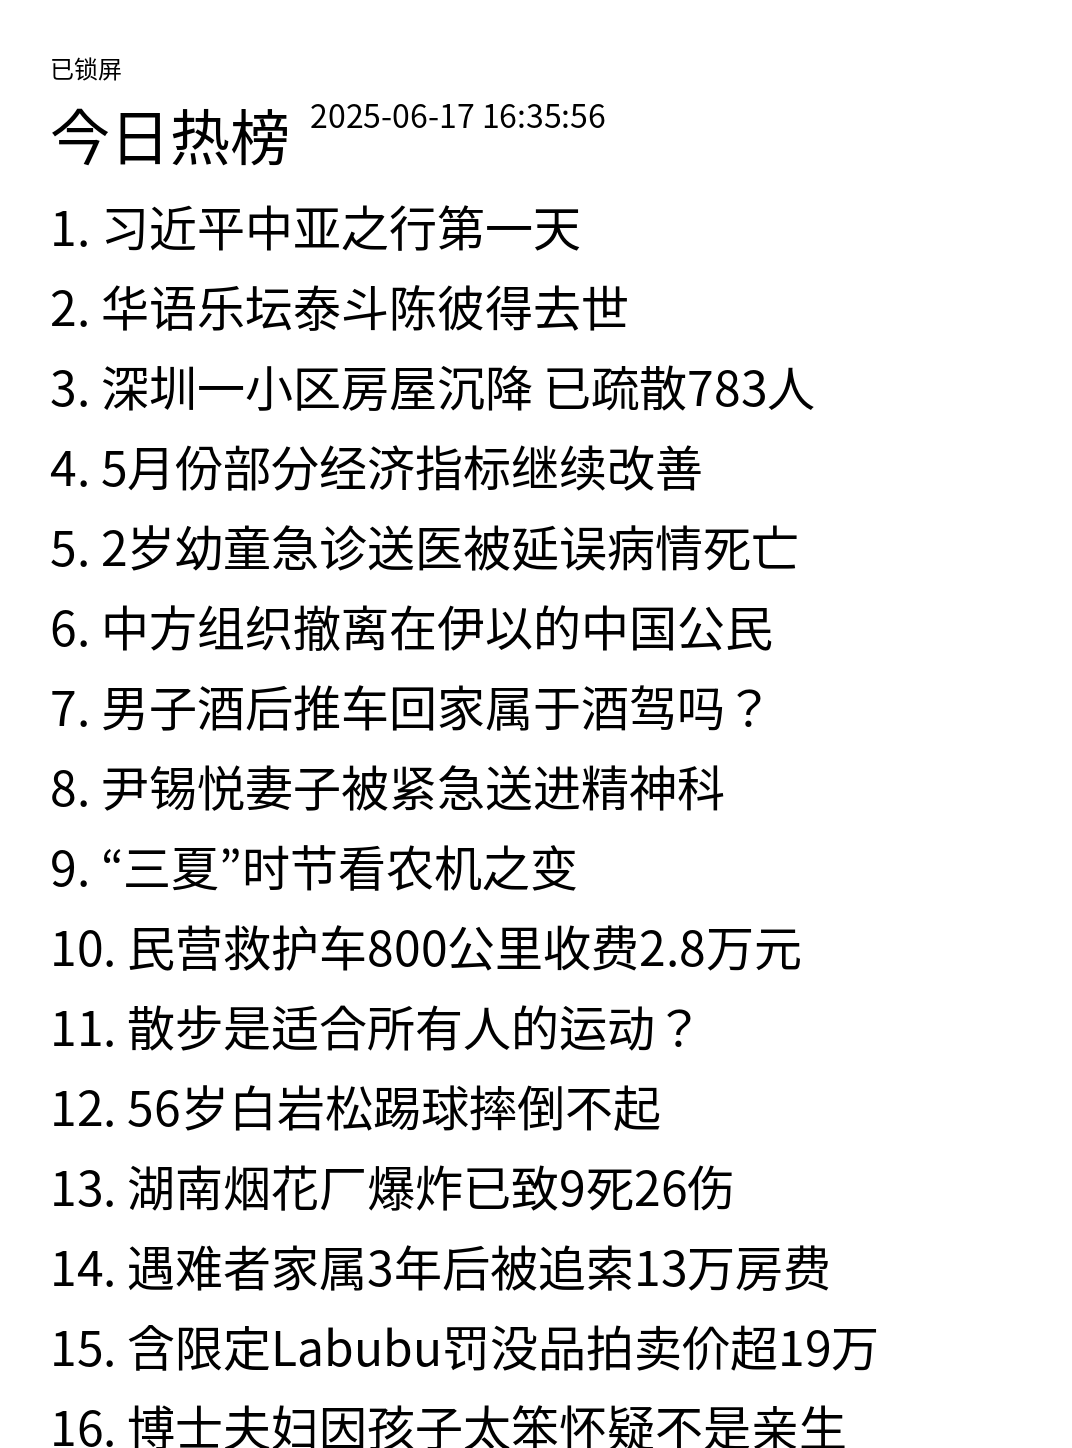 已锁屏
今日热榜 2025-06-17 16:35:56
1. 习近平中亚之行第一天
2. 华语乐坛泰斗陈彼得去世
3. 深圳一小区房屋沉降 已疏散783人
4. 5月份部分经济指标继续改善
5. 2岁幼童急诊送医被延误病情死亡
6. 中方组织撤离在伊以的中国公民
7. 男子酒后推车回家属于酒驾吗？
8. 尹锡悦妻子被紧急送进精神科
9. “三夏”时节看农机之变
10. 民营救护车800公里收费2.8万元
11. 散步是适合所有人的运动？
12. 56岁白岩松踢球摔倒不起
13. 湖南烟花厂爆炸已致9死26伤
14. 遇难者家属3年后被追索13万房费
15. 含限定Labubu罚没品拍卖价超19万
16. 博士夫妇因孩子太笨怀疑不是亲生